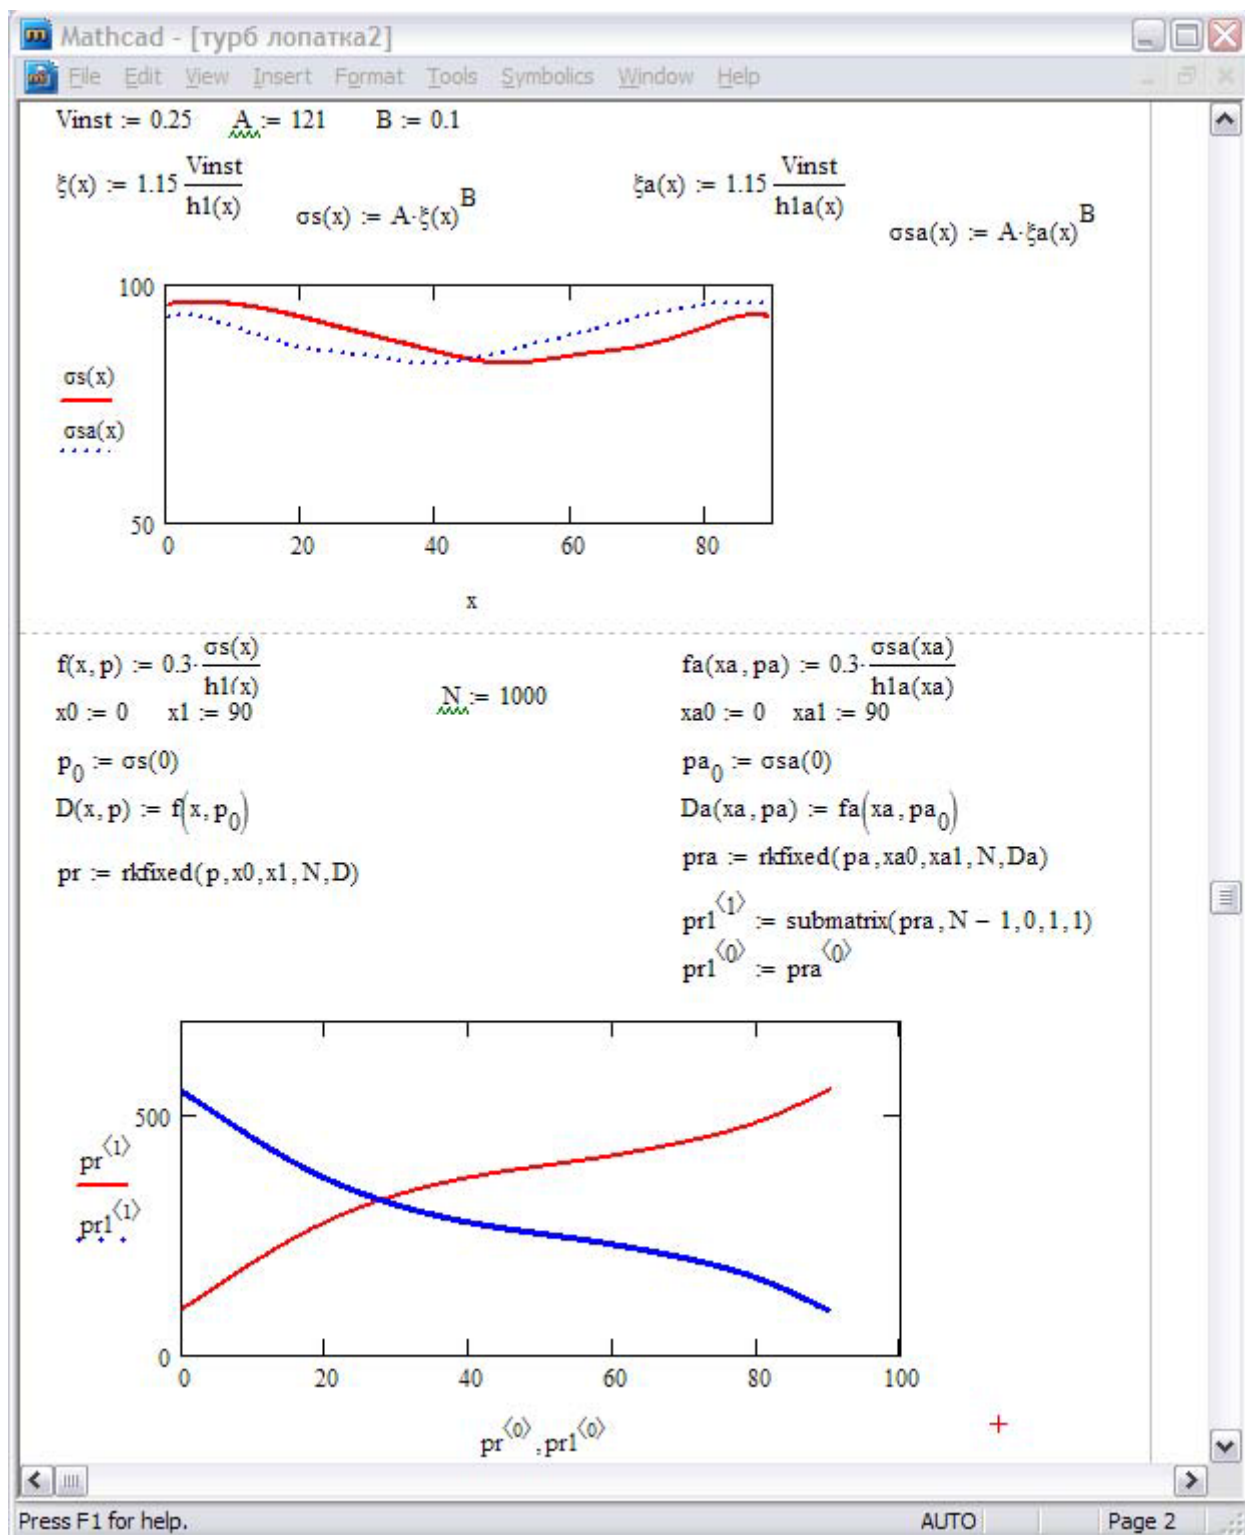 Mathcad - [турб лопатка2]
File Edit View Insert Format Tools Symbolics Window Help
Vinst := 0.25 A := 121 B := 0.1
ξ(x) := 1.15 Vinst/h1(x) σs(x) := A·ξ(x)^B ξa(x) := 1.15 Vinst/h1a(x) σsa(x) := A·ξa(x)^B
100
σs(x)
σsa(x)
50
0 20 40 60 80
x
f(x,p) := 0.3· σs(x)/h1(x) fa(xa,pa) := 0.3· σsa(xa)/h1a(xa)
x0 := 0 x1 := 90 N := 1000 xa0 := 0 xa1 := 90
p_0 := σs(0) pa_0 := σsa(0)
D(x,p) := f(x,p_0) Da(xa,pa) := fa(xa,pa_0)
pr := rkfixed(p,x0,x1,N,D) pra := rkfixed(pa,xa0,xa1,N,Da)
pr1^⟨1⟩ := submatrix(pra,N − 1,0,1,1)
pr1^⟨0⟩ := pra^⟨0⟩
500
pr^⟨1⟩
pr1^⟨1⟩
0
0 20 40 60 80 100
pr^⟨0⟩,pr1^⟨0⟩
Press F1 for help. AUTO Page 2